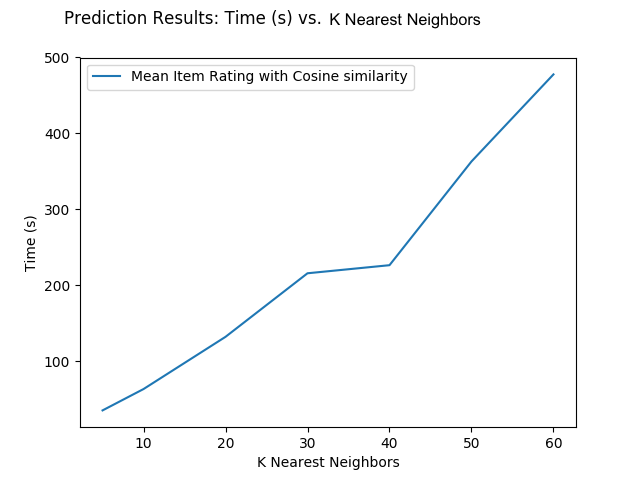 Prediction Results: Time (s) vs. K Nearest Neighbors
500
Mean Item Rating with Cosine similarity
400
300
200
100
Time (s)
10 20 30 40 50 60
K Nearest Neighbors